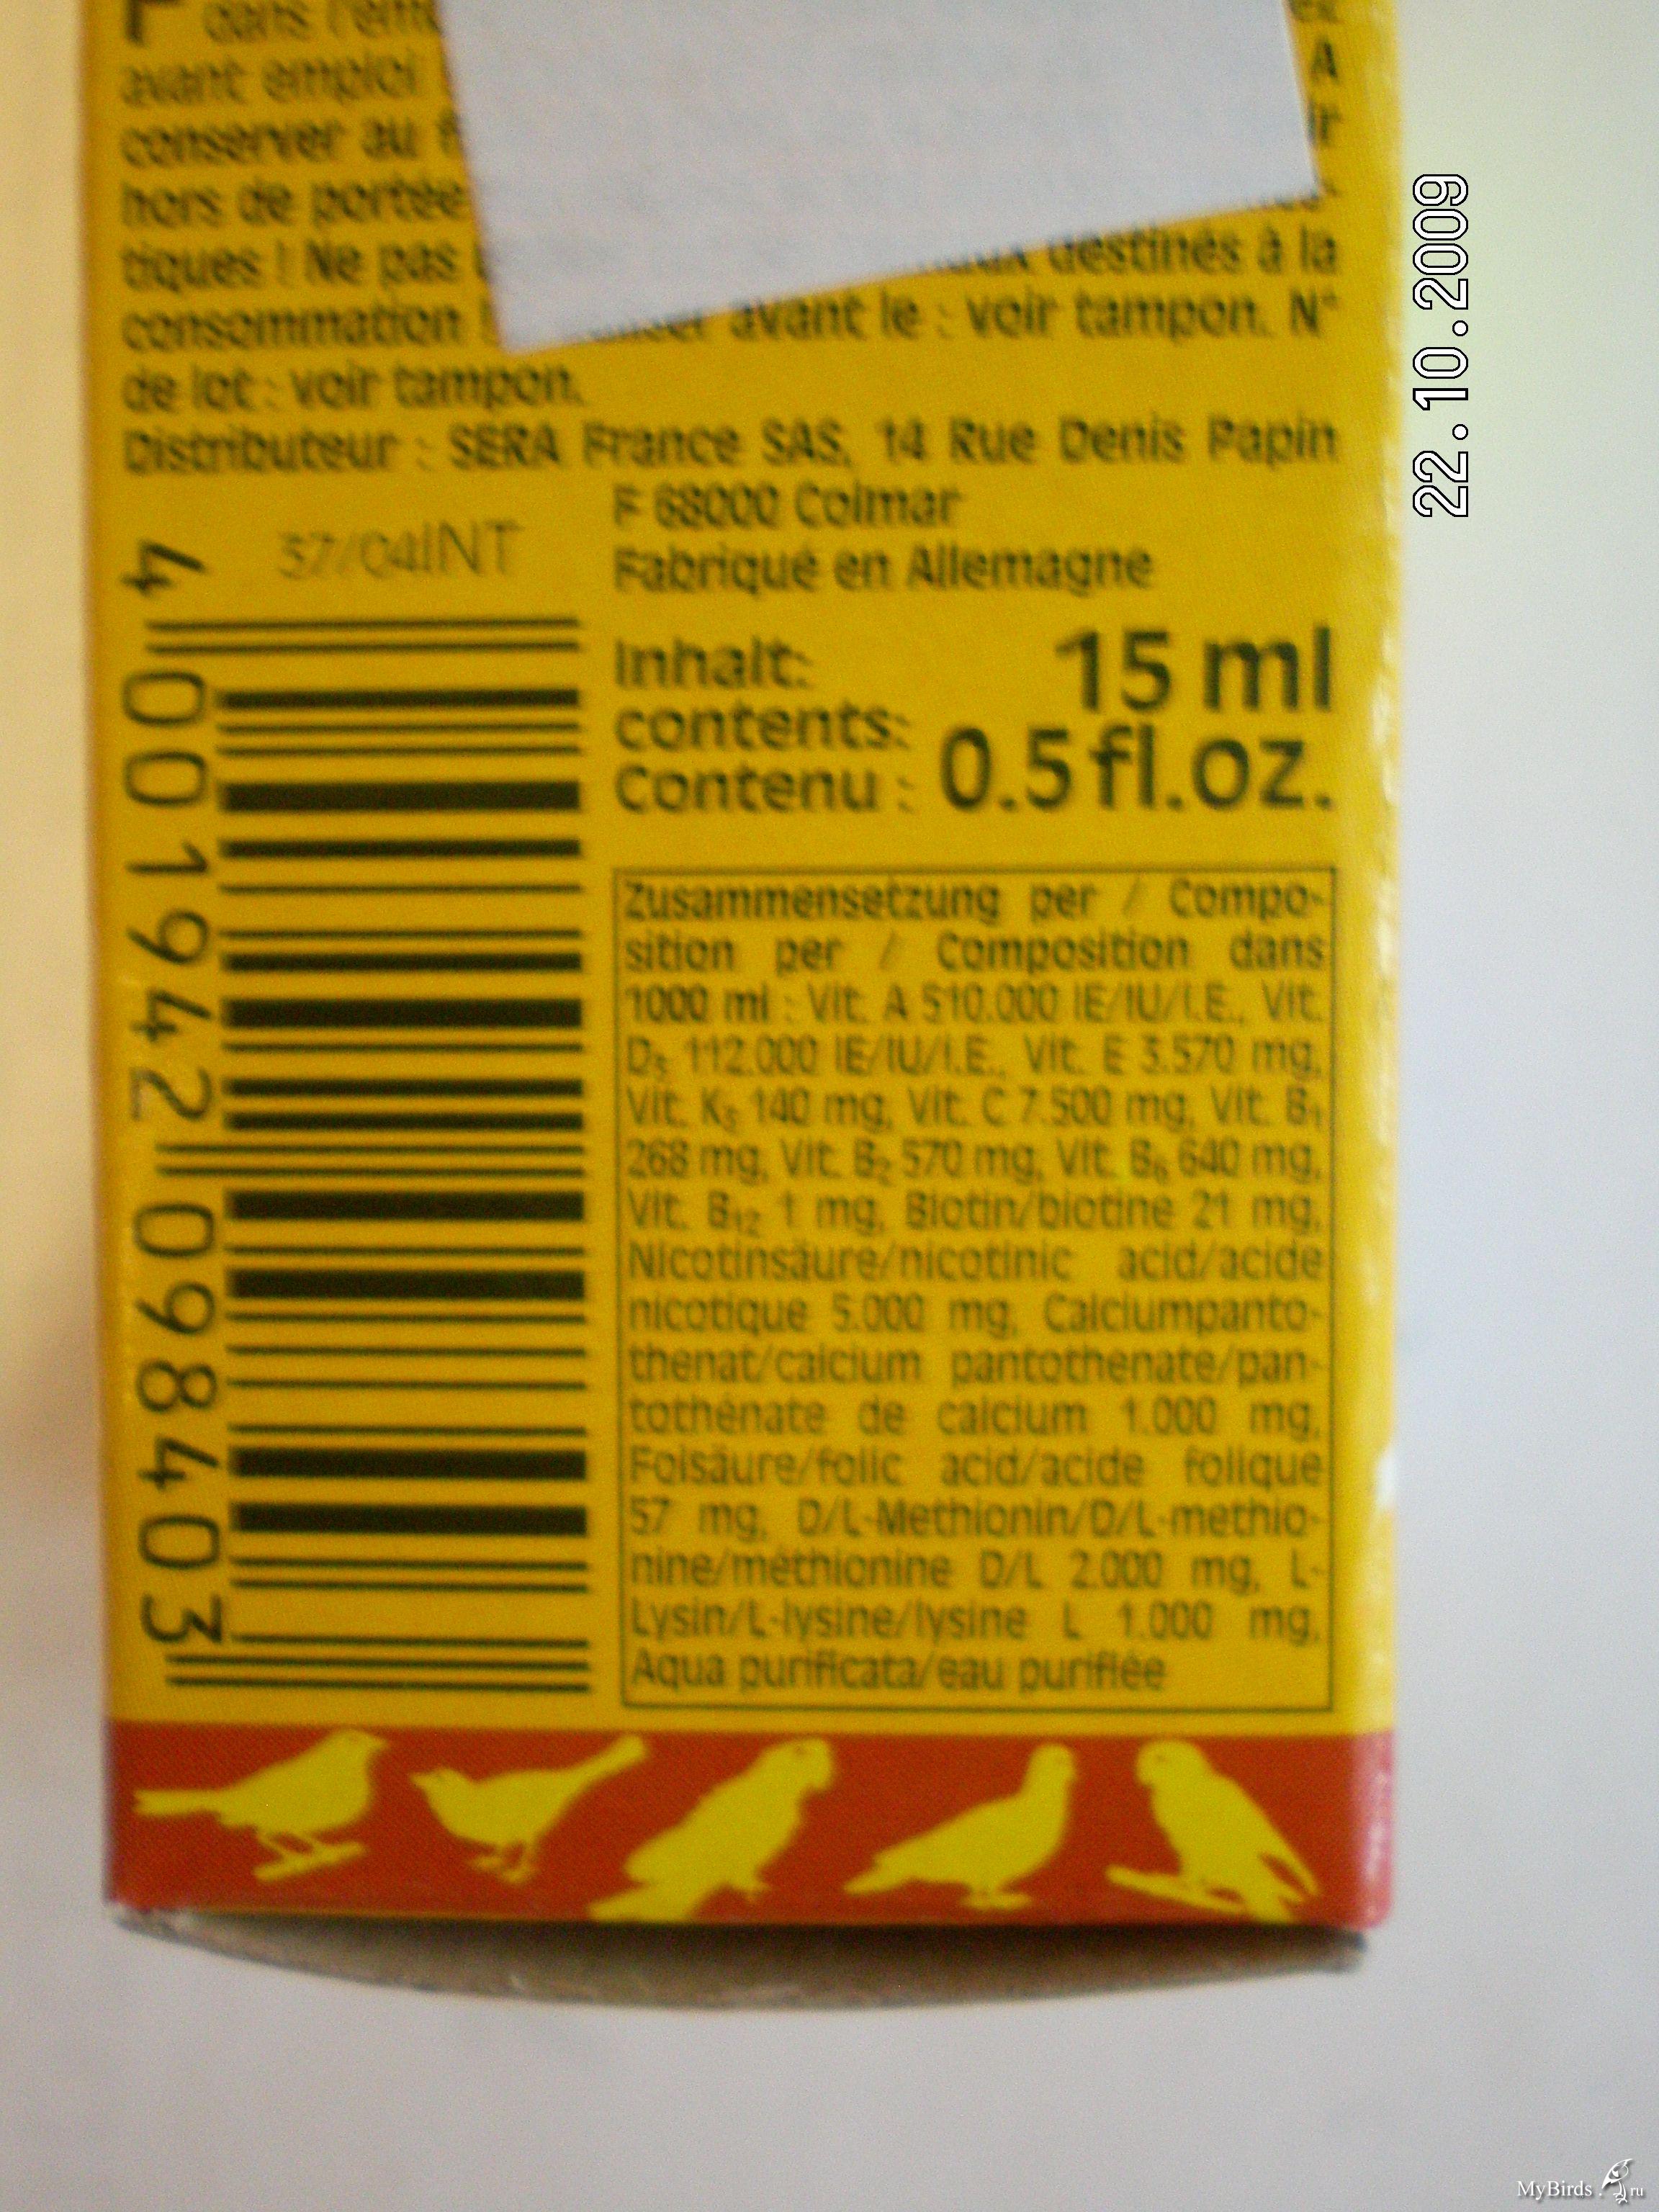 dans l'em
avant emploi A
conserver au f ir
hors de portée
tiques ! Ne pas destinés à la
consommation ! avant le : voir tampon. N°
de lot : voir tampon.
Distributeur : SERA France SAS, 14 Rue Denis Papin
F 68000 Colmar
Fabriqué en Allemagne
37/04INT
4 001942 098403
Inhalt: 15 ml
contents:
Contenu : 0.5 fl.oz.
Zusammensetzung per / Compo-
sition per / Composition dans
1000 ml : Vit. A 510.000 IE/IU/I.E., Vit.
D₃ 112.000 IE/IU/I.E., Vit. E 3.570 mg,
Vit. K₃ 140 mg, Vit. C 7.500 mg, Vit. B₁
268 mg, Vit. B₂ 570 mg, Vit. B₆ 640 mg,
Vit. B₁₂ 1 mg, Biotin/biotine 21 mg,
Nicotinsäure/nicotinic acid/acide
nicotique 5.000 mg, Calciumpanto-
thenat/calcium pantothenate/pan-
tothénate de calcium 1.000 mg,
Folsäure/folic acid/acide folique
57 mg, D/L-Methionin/D/L-methio-
nine/méthionine D/L 2.000 mg, L-
Lysin/L-lysine/lysine L 1.000 mg,
Aqua purificata/eau purifiée
22.10.2009
MyBirds.ru